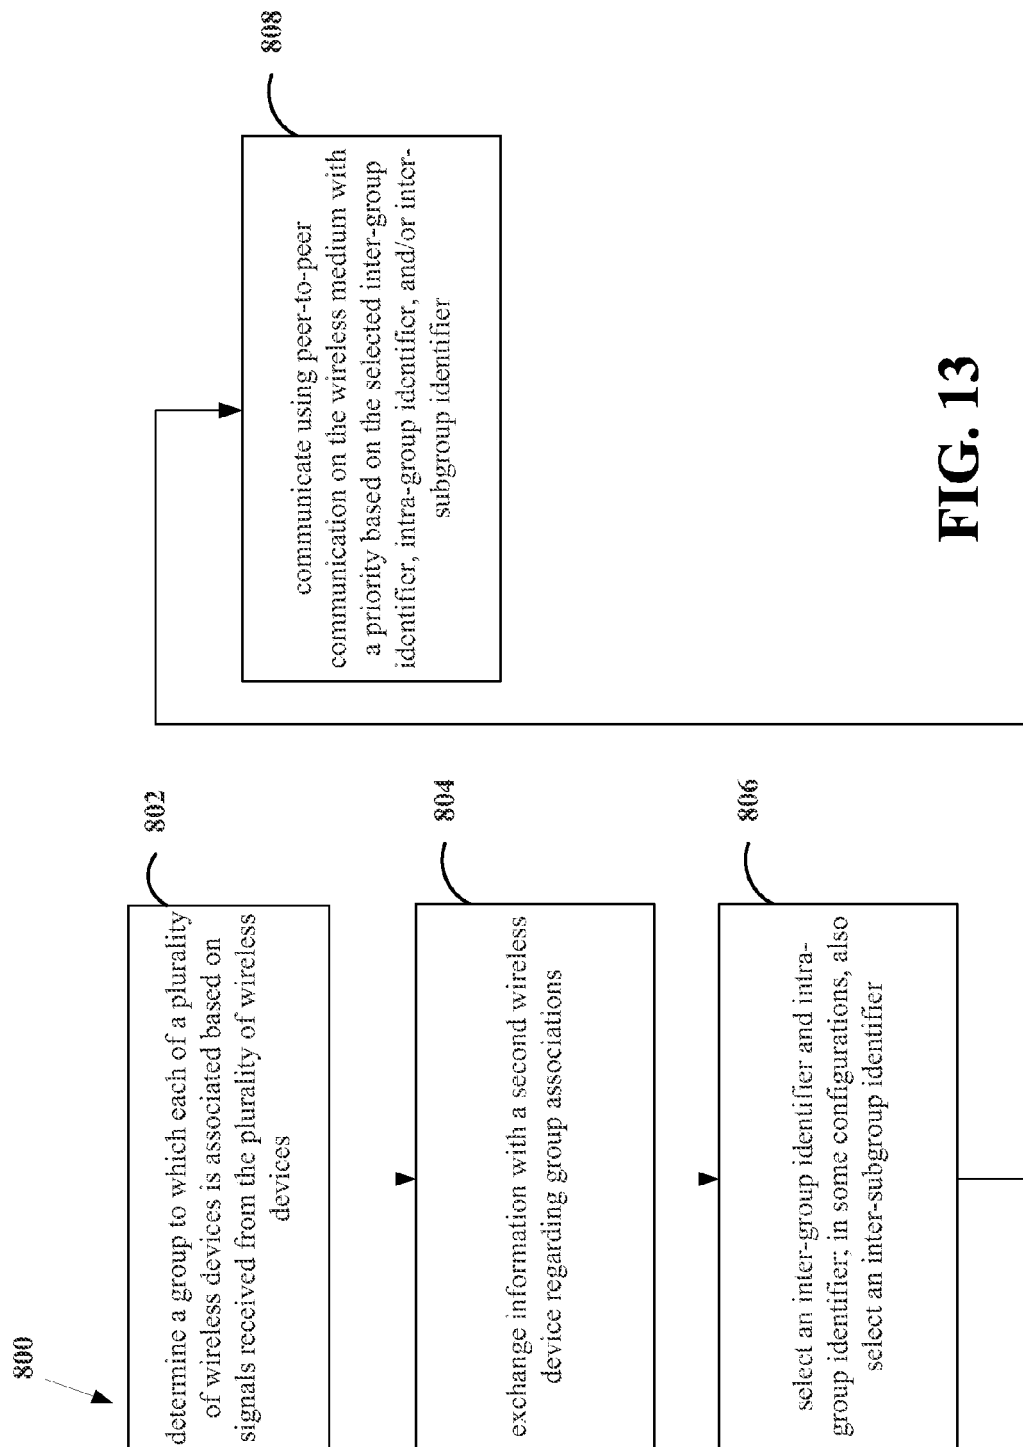 800
802
determine a group to which each of a plurality
of wireless devices is associated based on
signals received from the plurality of wireless
devices
804
exchange information with a second wireless
device regarding group associations
806
select an inter-group identifier and intra-
group identifier; in some configurations, also
select an inter-subgroup identifier
808
communicate using peer-to-peer
communication on the wireless medium with
a priority based on the selected inter-group
identifier, intra-group identifier, and/or inter-
subgroup identifier
FIG. 13